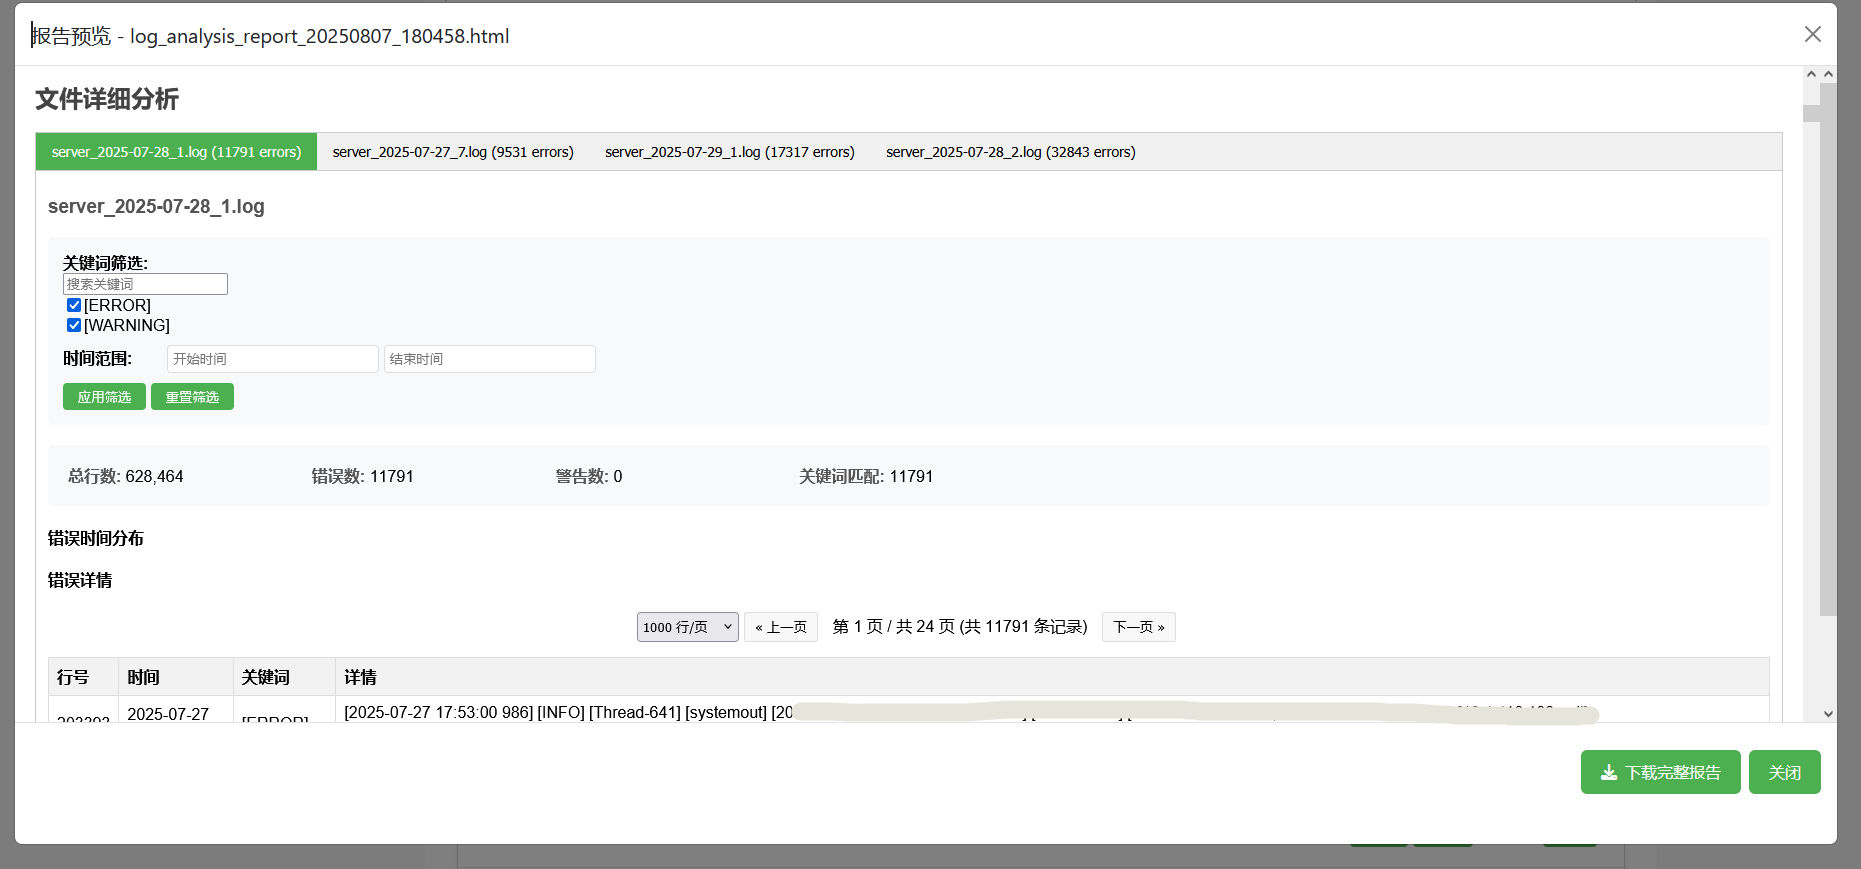 报告预览 - log_analysis_report_20250807_180458.html
文件详细分析
server_2025-07-28_1.log (11791 errors) server_2025-07-27_7.log (9531 errors) server_2025-07-29_1.log (17317 errors) server_2025-07-28_2.log (32843 errors)
server_2025-07-28_1.log
关键词筛选:
搜索关键词
[ERROR]
[WARNING]
时间范围: 开始时间 结束时间
应用筛选 重置筛选
总行数: 628,464 错误数: 11791 警告数: 0 关键词匹配: 11791
错误时间分布
错误详情
1000 行/页 « 上一页 第 1 页 / 共 24 页 (共 11791 条记录) 下一页 »
行号 时间 关键词 详情
2025-07-27 [ERROR] [2025-07-27 17:53:00 986] [INFO] [Thread-641] [systemout] [20
下载完整报告 关闭